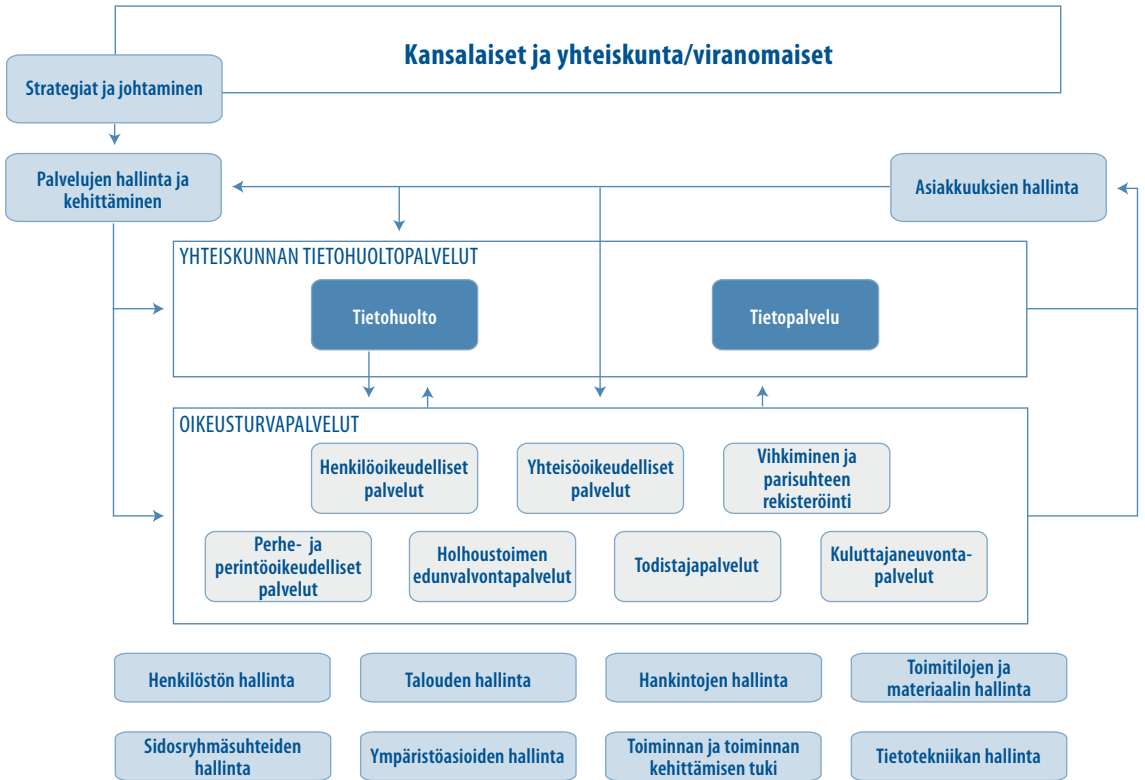 Kansalaiset ja yhteiskunta/viranomaiset
Strategiat ja johtaminen
Palvelujen hallinta ja
kehittäminen
Asiakkuuksien hallinta
YHTEISKUNNAN TIETOHUOLTOPALVELUT
Tietohuolto
Tietopalvelu
OIKEUSTURVAPALVELUT
Henkilöoikeudelliset
palvelut
Yhteisöoikeudelliset
palvelut
Vihkiminen ja
parisuhteen
rekisteröinti
Perhe- ja
perintöoikeudelliset
palvelut
Holhoustoimen
edunvalvontapalvelut
Todistajapalvelut
Kuluttajaneuvonta-
palvelut
Henkilöstön hallinta
Talouden hallinta
Hankintojen hallinta
Toimitilojen ja
materiaalin hallinta
Sidosryhmäsuhteiden
hallinta
Ympäristöasioiden hallinta
Toiminnan ja toiminnan
kehittämisen tuki
Tietotekniikan hallinta